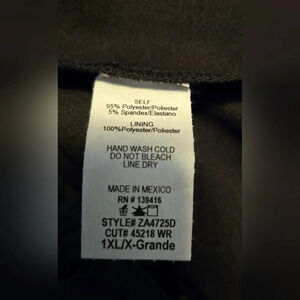 SELF
95% Polyester/Poliester
5% Spandex/Elastano
LINING
100%Polyester/Poliester
HAND WASH COLD
DO NOT BLEACH
LINE DRY
MADE IN MEXICO
RN # 139416
STYLE# ZA4725D
CUT# 45218 WR
1XL/X-Grande